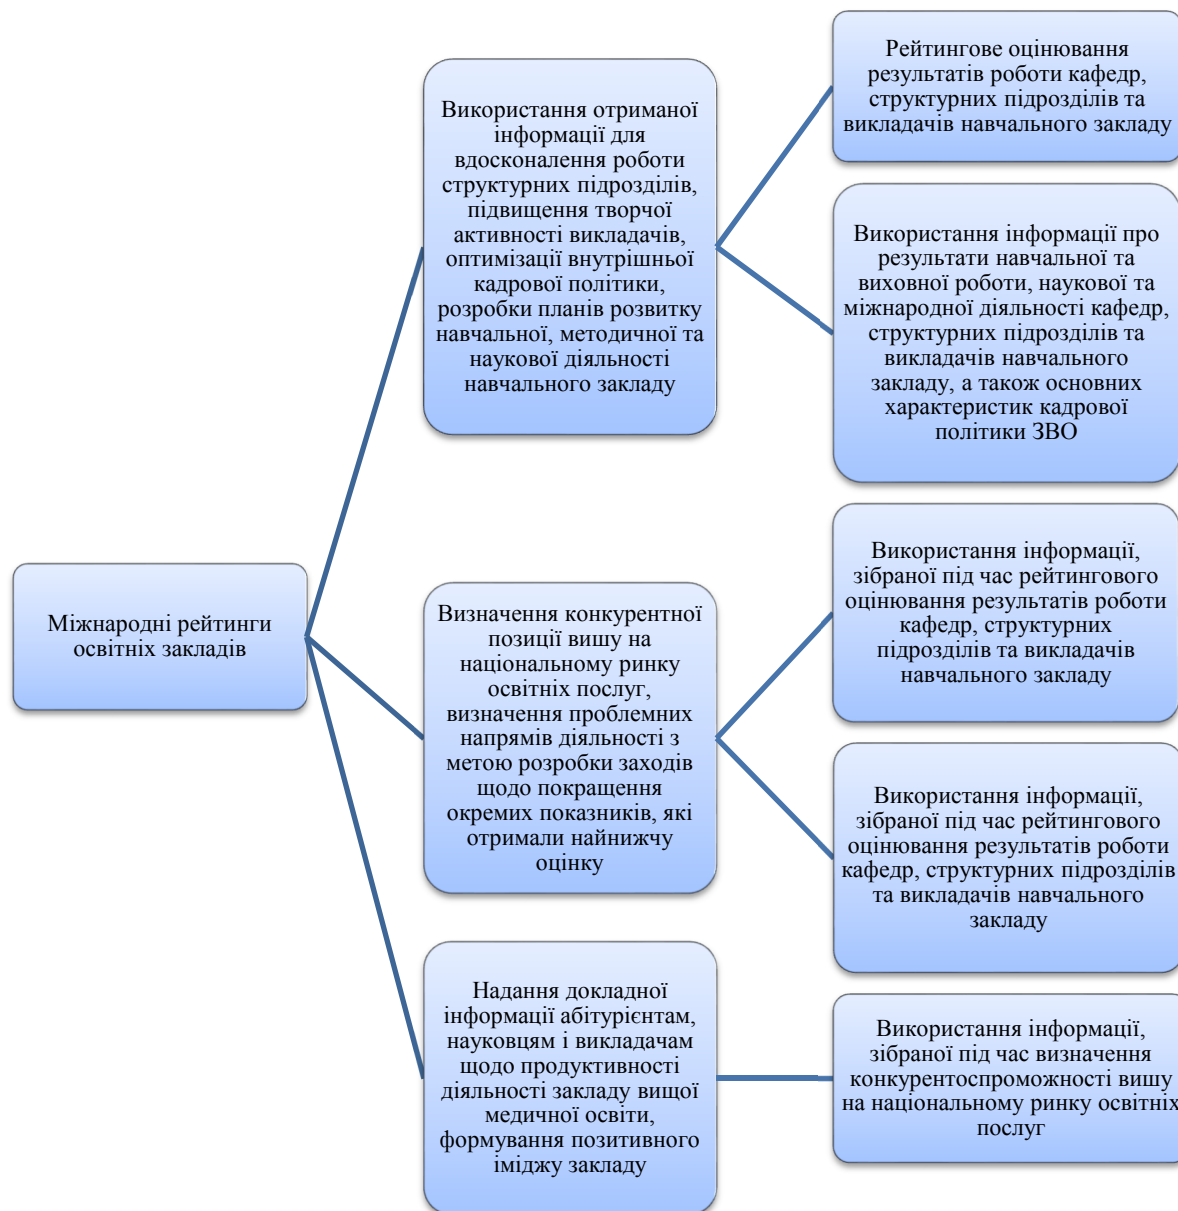 Міжнародні рейтинги
освітніх закладів
Використання отриманої
інформації для
вдосконалення роботи
структурних підрозділів,
підвищення творчої
активності викладачів,
оптимізації внутрішньої
кадрової політики,
розробки планів розвитку
навчальної, методичної та
наукової діяльності
навчального закладу
Рейтингове оцінювання
результатів роботи кафедр,
структурних підрозділів та
викладачів навчального закладу
Використання інформації про
результати навчальної та
виховної роботи, наукової та
міжнародної діяльності кафедр,
структурних підрозділів та
викладачів навчального
закладу, а також основних
характеристик кадрової
політики ЗВО
Визначення конкурентної
позиції вишу на
національному ринку
освітніх послуг,
визначення проблемних
напрямів діяльності з
метою розробки заходів
щодо покращення
окремих показників, які
отримали найнижчу
оцінку
Використання інформації,
зібраної під час рейтингового
оцінювання результатів роботи
кафедр, структурних
підрозділів та викладачів
навчального закладу
Використання інформації,
зібраної під час рейтингового
оцінювання результатів роботи
кафедр, структурних підрозділів
та викладачів навчального
закладу
Надання докладної
інформації абітурієнтам,
науковцям і викладачам
щодо продуктивності
діяльності закладу вищої
медичної освіти,
формування позитивного
іміджу закладу
Використання інформації,
зібраної під час визначення
конкурентоспроможності вишу
на національному ринку освітніх
послуг